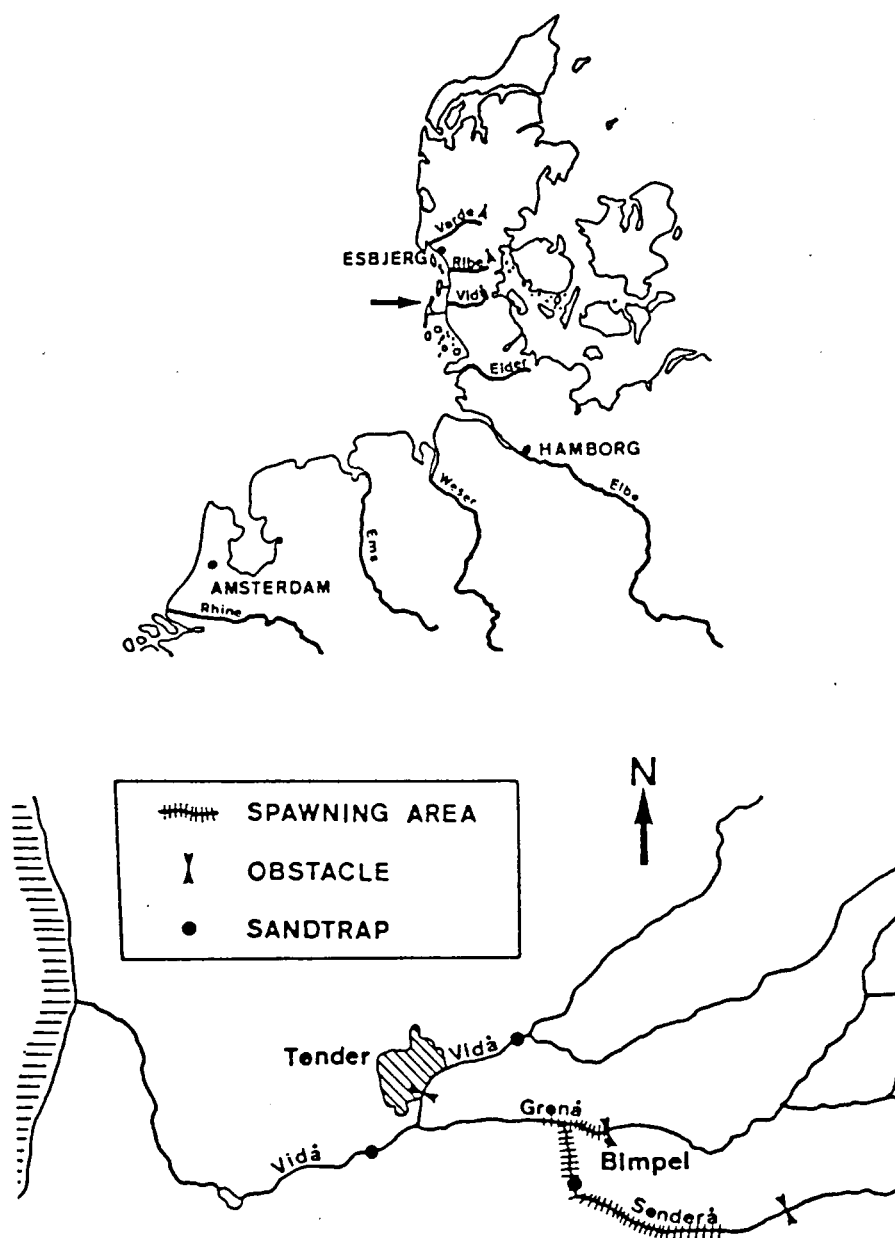 Varde Å
ESBJERG
Ribe Å
Vidå
Eider
HAMBORG
Elbe
Weser
Ems
AMSTERDAM
Rhine
N
SPAWNING AREA
OBSTACLE
SANDTRAP
Tønder
Vidå
Grønå
Vidå
Bimpel
Sønderå